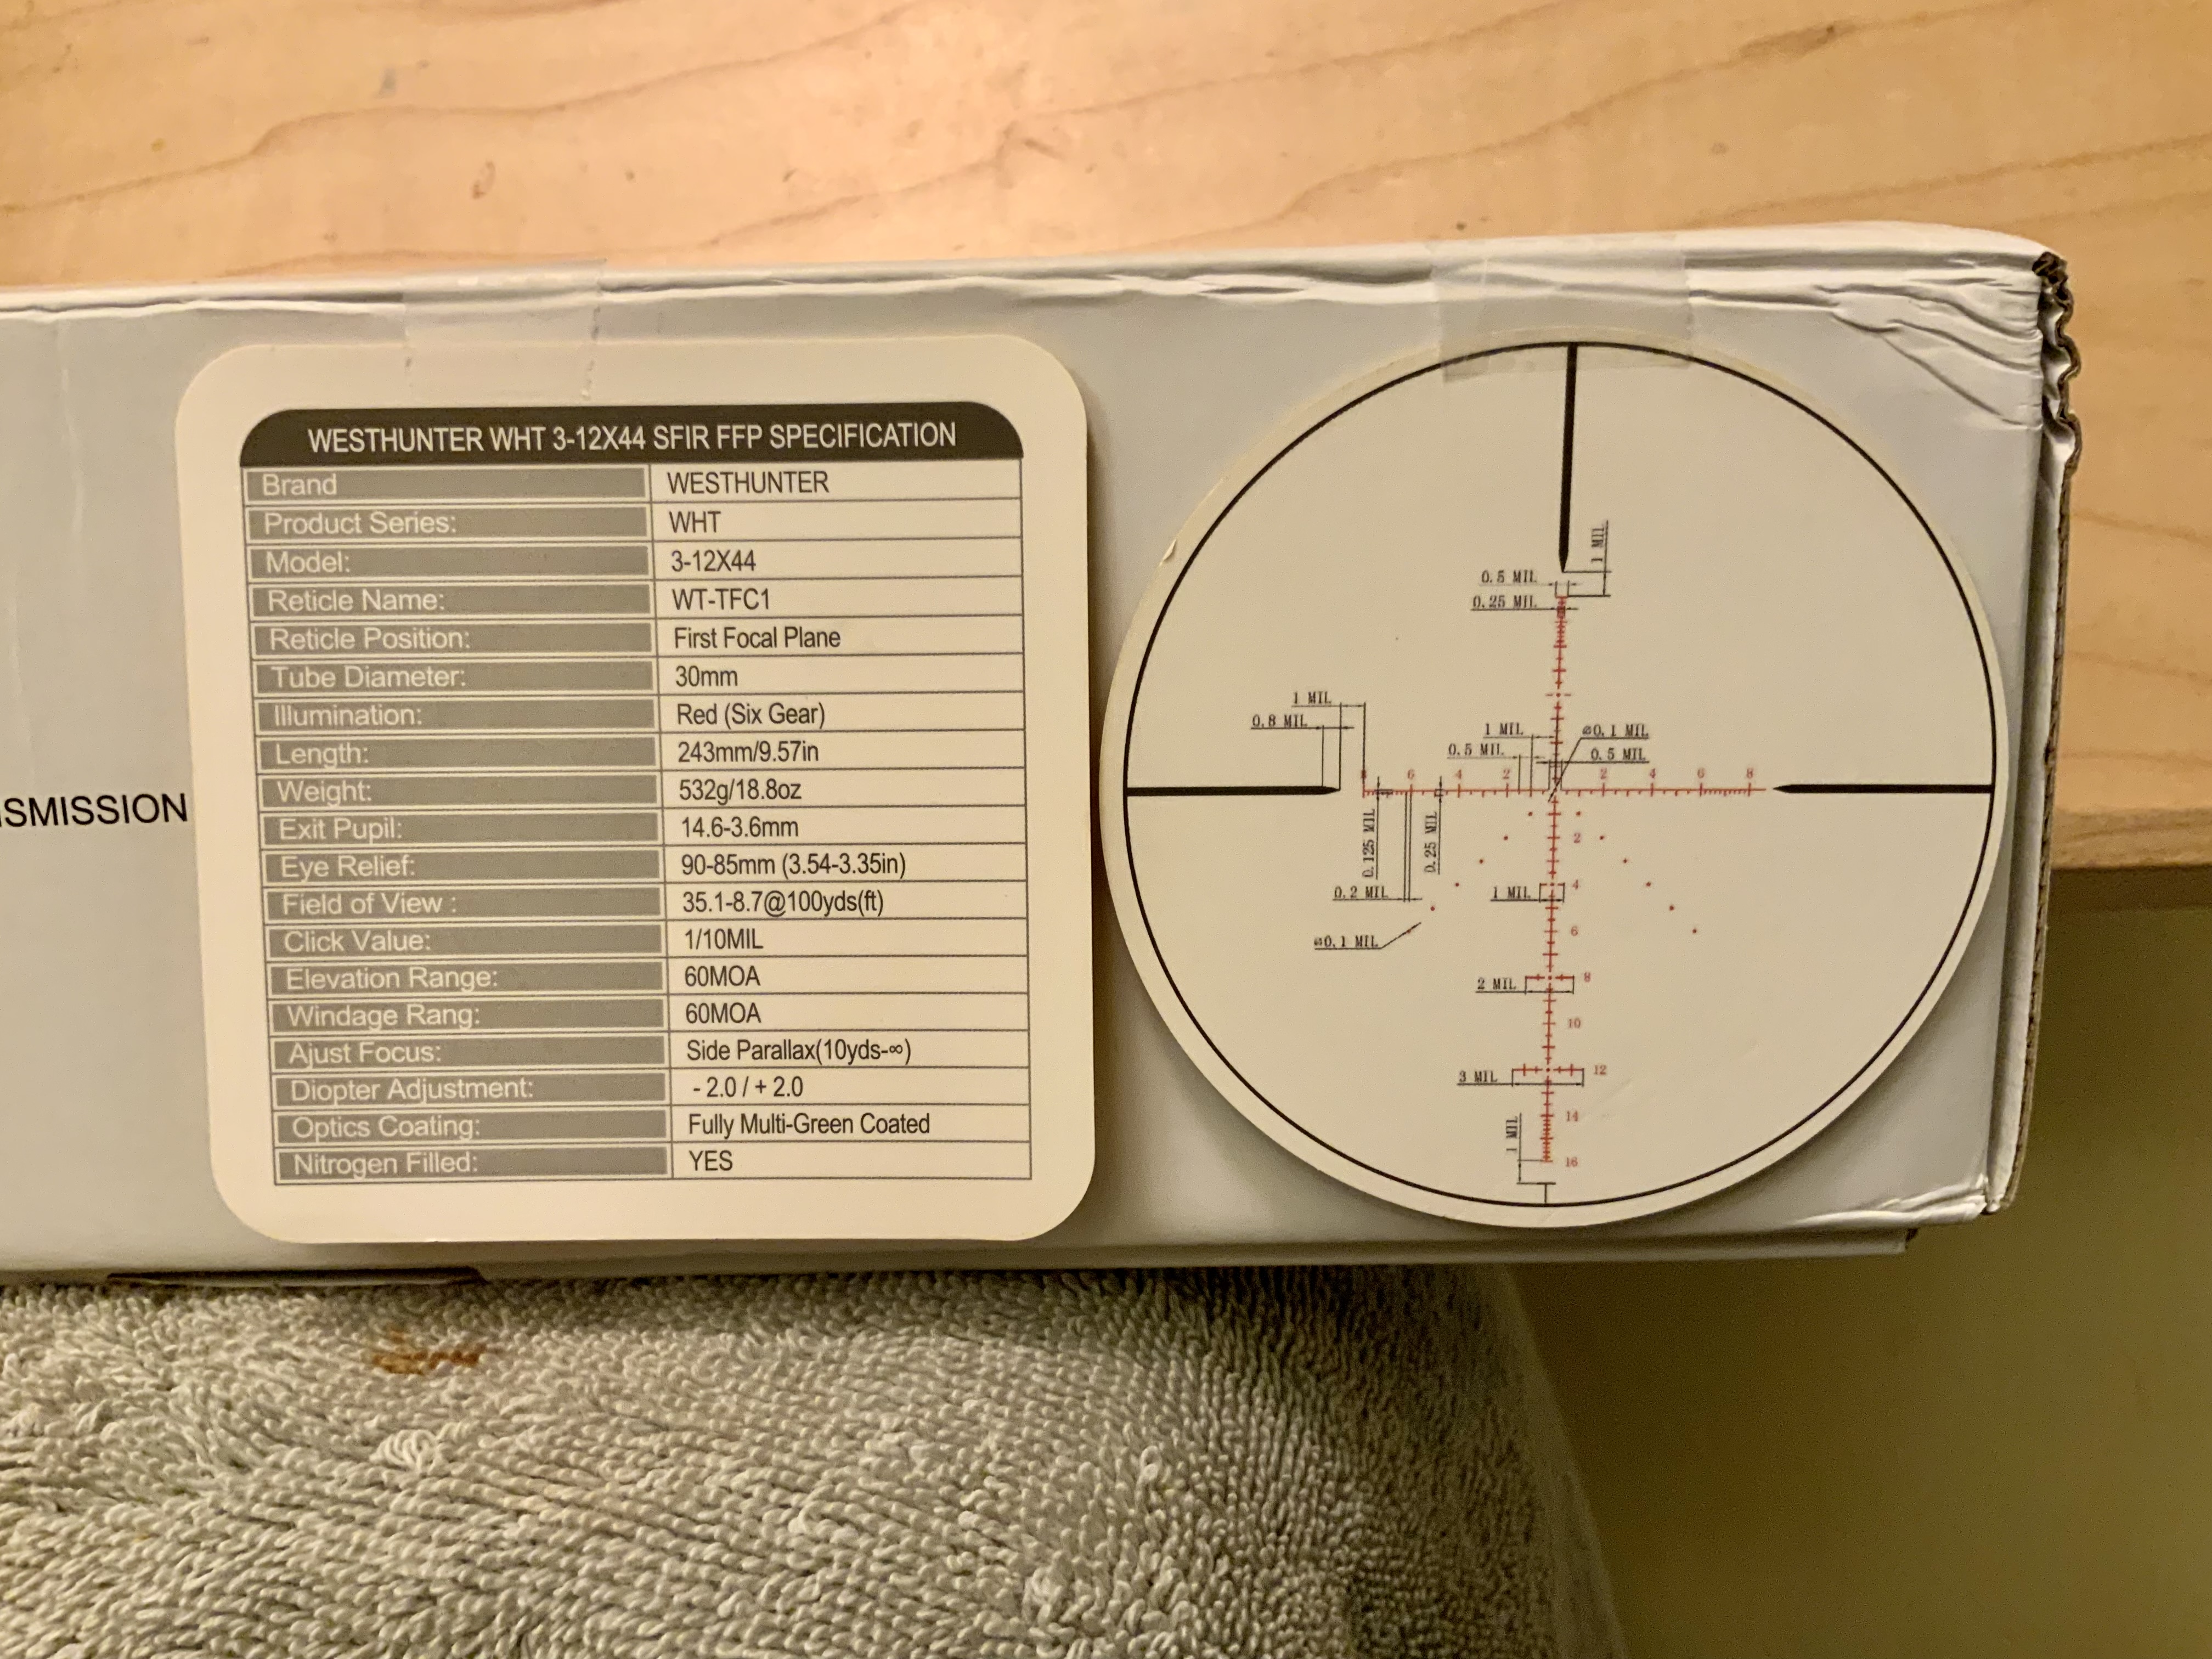 SMISSION
WESTHUNTER WHT 3-12X44 SFIR FFP SPECIFICATION
Brand WESTHUNTER
Product Series: WHT
Model: 3-12X44
Reticle Name: WT-TFC1
Reticle Position: First Focal Plane
Tube Diameter: 30mm
Illumination: Red (Six Gear)
Length: 243mm/9.57in
Weight: 532g/18.8oz
Exit Pupil: 14.6-3.6mm
Eye Relief: 90-85mm (3.54-3.35in)
Field of View : 35.1-8.7@100yds(ft)
Click Value: 1/10MIL
Elevation Range: 60MOA
Windage Rang: 60MOA
Ajust Focus: Side Parallax(10yds-∞)
Diopter Adjustment: - 2.0 / + 2.0
Optics Coating: Fully Multi-Green Coated
Nitrogen Filled: YES
1 MIL
0.5 MIL
0.25 MIL
1 MIL
0.8 MIL
1 MIL
0.5 MIL
⌀0.1 MIL
0.5 MIL
8 6 4 2 2 4 6 8
0.125 MIL
0.25 MIL
0.2 MIL
⌀0.1 MIL
2
1 MIL 4
6
2 MIL 8
10
3 MIL 12
14
1 MIL
16